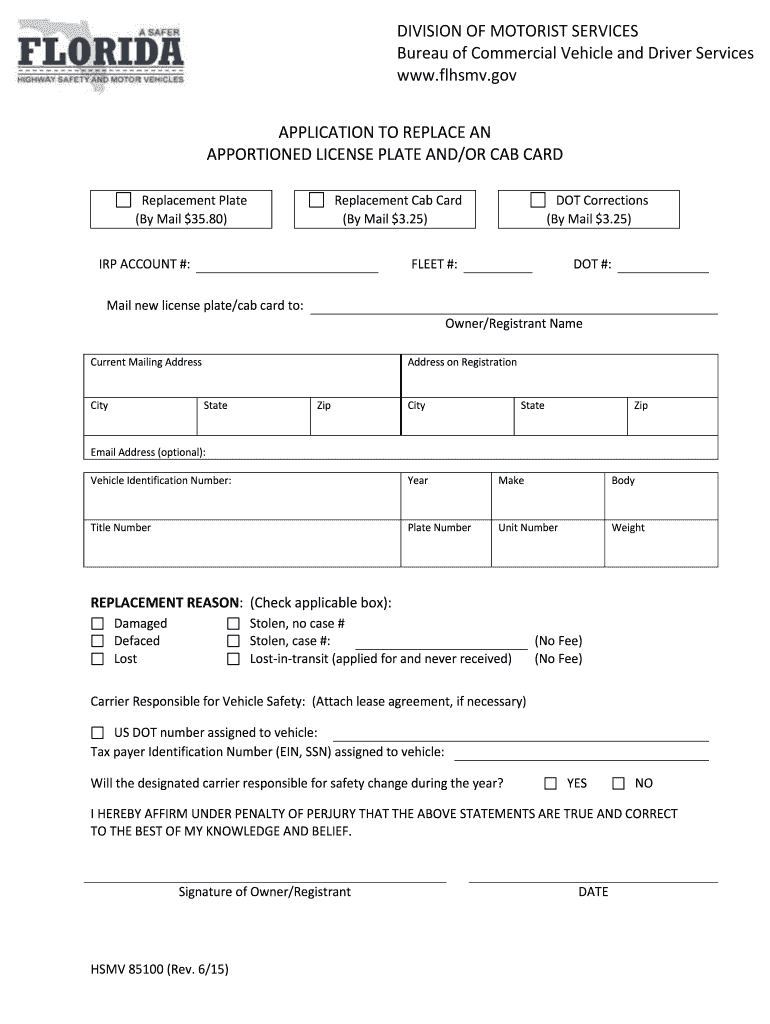 A SAFER
FLORIDA
HIGHWAY SAFETY AND MOTOR VEHICLES
DIVISION OF MOTORIST SERVICES
Bureau of Commercial Vehicle and Driver Services
www.flhsmv.gov
APPLICATION TO REPLACE AN
APPORTIONED LICENSE PLATE AND/OR CAB CARD
Replacement Plate
(By Mail $35.80)
Replacement Cab Card
(By Mail $3.25)
DOT Corrections
(By Mail $3.25)
IRP ACCOUNT #: FLEET #: DOT #:
Mail new license plate/cab card to:
Owner/Registrant Name
Current Mailing Address Address on Registration
City State Zip City State Zip
Email Address (optional):
Vehicle Identification Number: Year Make Body
Title Number Plate Number Unit Number Weight
REPLACEMENT REASON: (Check applicable box):
Damaged Stolen, no case #
Defaced Stolen, case #: (No Fee)
Lost Lost-in-transit (applied for and never received) (No Fee)
Carrier Responsible for Vehicle Safety: (Attach lease agreement, if necessary)
US DOT number assigned to vehicle:
Tax payer Identification Number (EIN, SSN) assigned to vehicle:
Will the designated carrier responsible for safety change during the year? YES NO
I HEREBY AFFIRM UNDER PENALTY OF PERJURY THAT THE ABOVE STATEMENTS ARE TRUE AND CORRECT
TO THE BEST OF MY KNOWLEDGE AND BELIEF.
Signature of Owner/Registrant DATE
HSMV 85100 (Rev. 6/15)